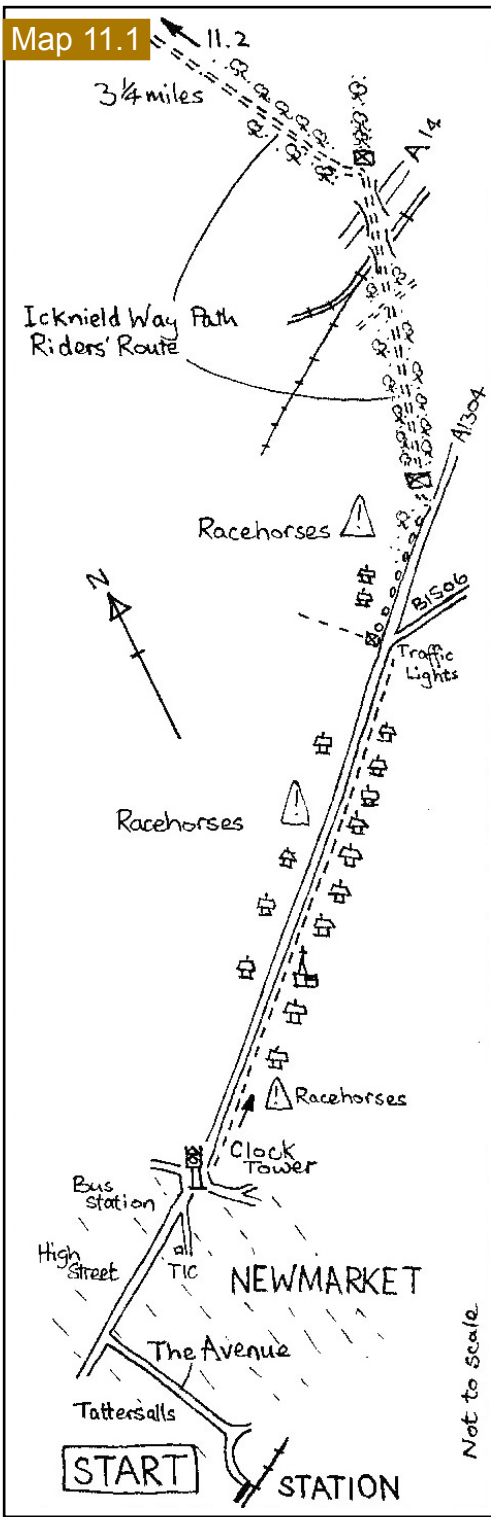 Map 11.1
11.2
3¼ miles
A14
Icknield Way Path
Riders' Route
A1304
Racehorses
!
N
B1506
Traffic
Lights
!
Racehorses
!
Racehorses
Clock
Tower
Bus
Station
High
Street
TIC
NEWMARKET
The Avenue
Tattersalls
Not to scale
START
STATION